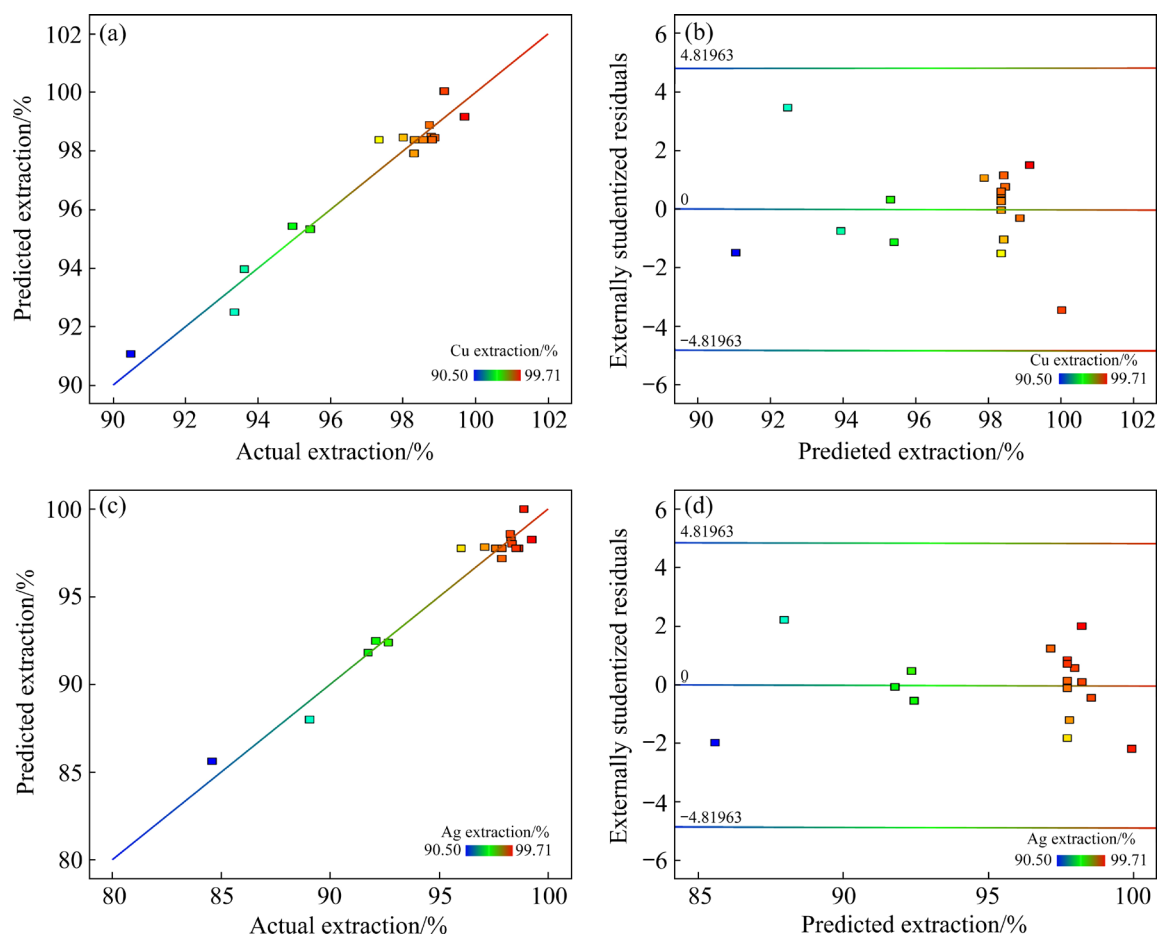 (a)
102
100
98
96
94
92
90
Predicted extraction/%
Cu extraction/%
90.50 99.71
90 92 94 96 98 100 102
Actual extraction/%
(b)
6
4.81963
4
2
0
0
−2
−4
−4.81963
−6
Externally studentized residuals
Cu extraction/%
90.50 99.71
90 92 94 96 98 100 102
Predieted extraction/%
(c)
100
95
90
85
80
Predicted extraction/%
Ag extraction/%
90.50 99.71
80 85 90 95 100
Actual extraction/%
(d)
6
4.81963
4
2
0
0
−2
−4
−4.81963
−6
Externally studentized residuals
Ag extraction/%
90.50 99.71
85 90 95 100
Predicted extraction/%